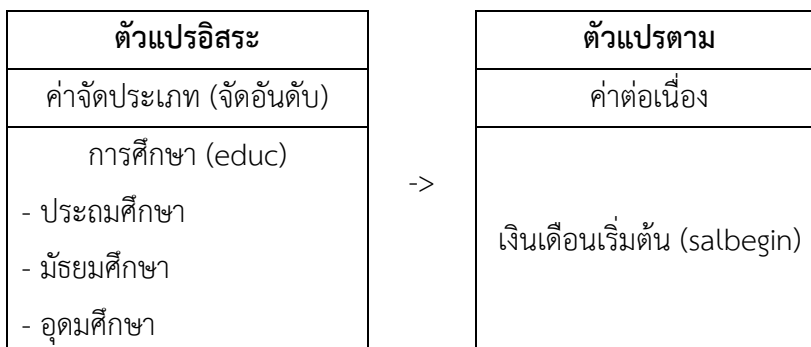 ตัวแปรอิสระ
ค่าจัดประเภท (จัดอันดับ)
การศึกษา (educ)
- ประถมศึกษา
- มัธยมศึกษา
- อุดมศึกษา
->
ตัวแปรตาม
ค่าต่อเนื่อง
เงินเดือนเริ่มต้น (salbegin)